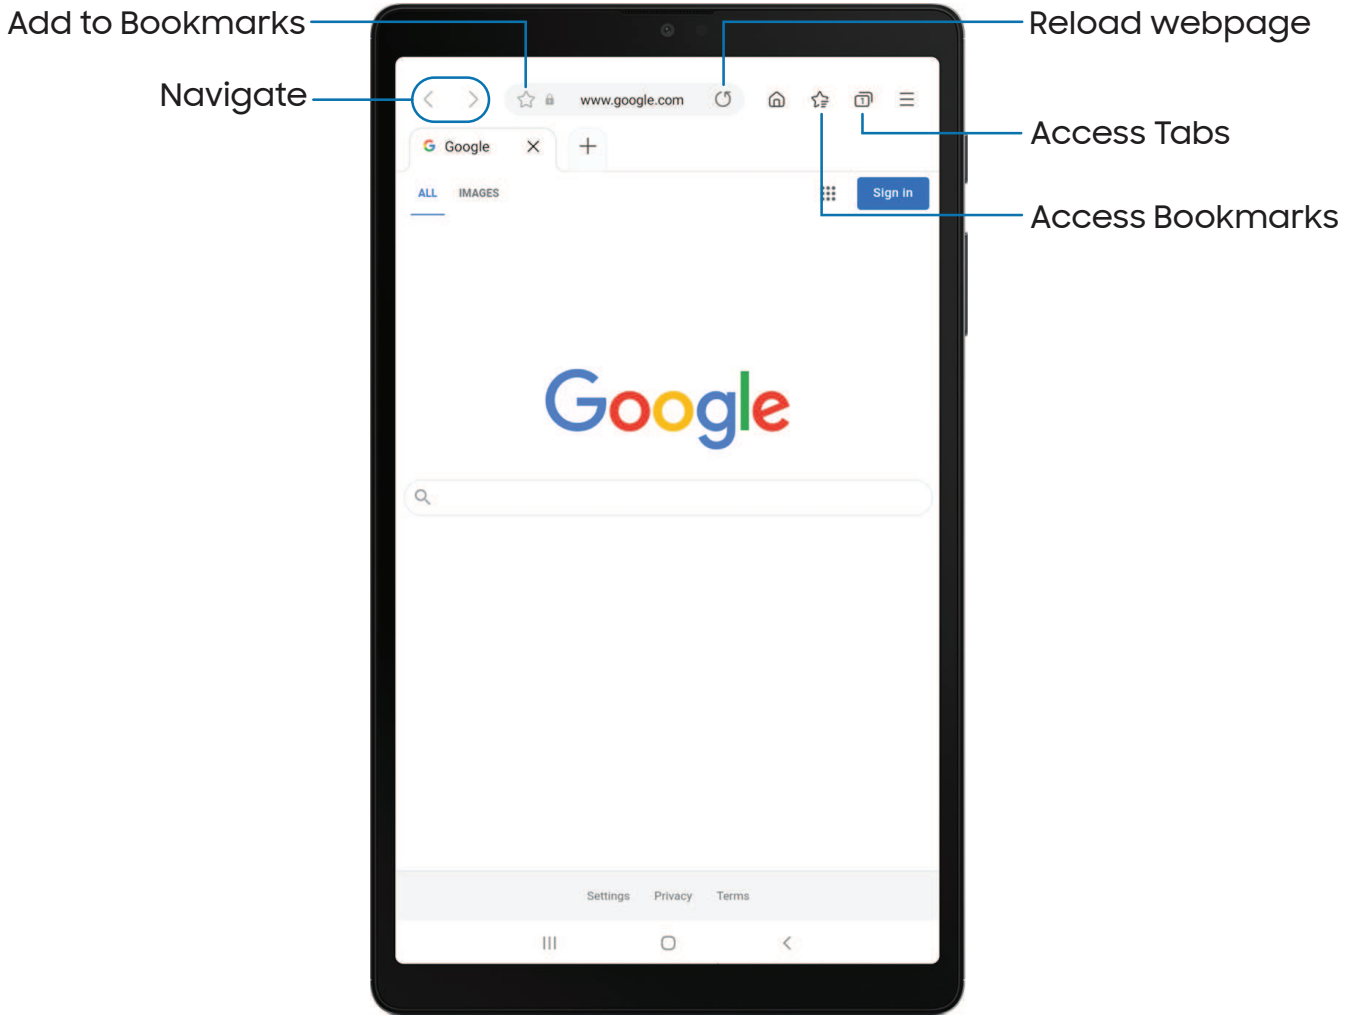 Add to Bookmarks
Reload webpage
Navigate
www.google.com
1
Access Tabs
G Google
ALL IMAGES
Sign in
Access Bookmarks
Google
Settings Privacy Terms